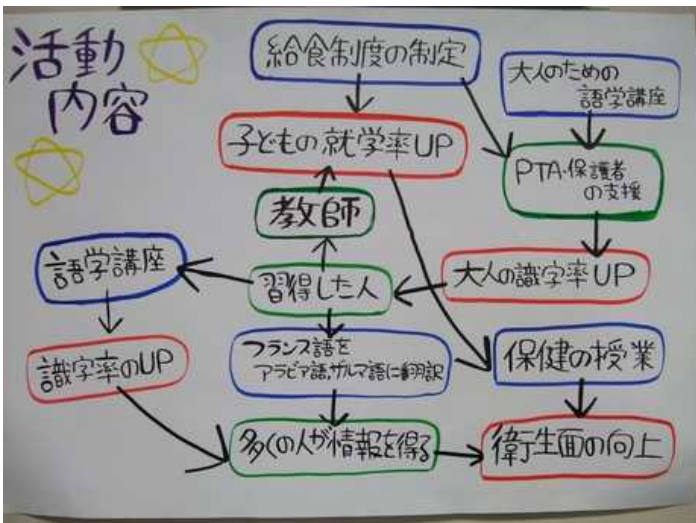 活動
内容
給食制度の制定
大人のための
語学講座
子どもの就学率UP
PTA・保護者
の支援
教師
語学講座
習得した人
大人の識字率UP
フランス語を
アラビア語,ザルマ語に翻訳
保健の授業
識字率のUP
多くの人が情報を得る
衛生面の向上